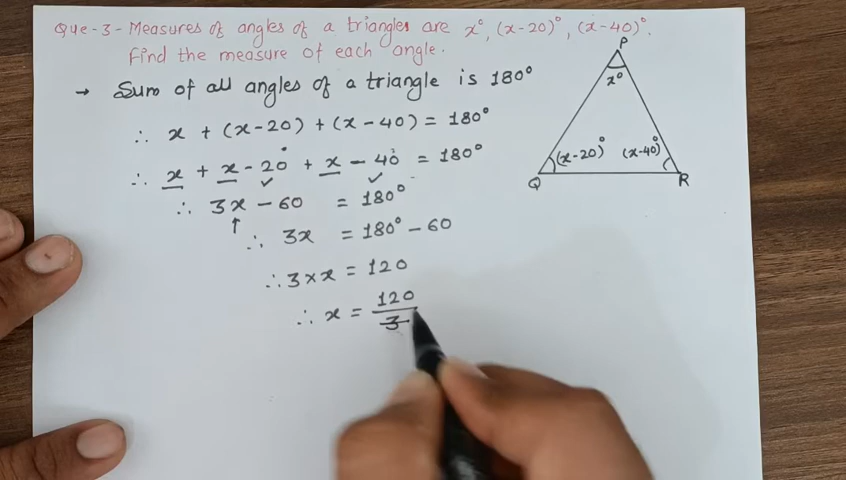 Que-3- Measures of angles of a triangles are x°, (x-20)°, (x-40)°.
Find the measure of each angle.
→ Sum of all angles of a triangle is 180°
∴ x + (x-20) + (x-40) = 180°
∴ x + x - 20° + x - 40° = 180°
∴ 3x - 60 = 180°
∴ 3x = 180° - 60
∴ 3 × x = 120
∴ x = 120/3
P
x°
(x-20)° (x-40)°
Q R